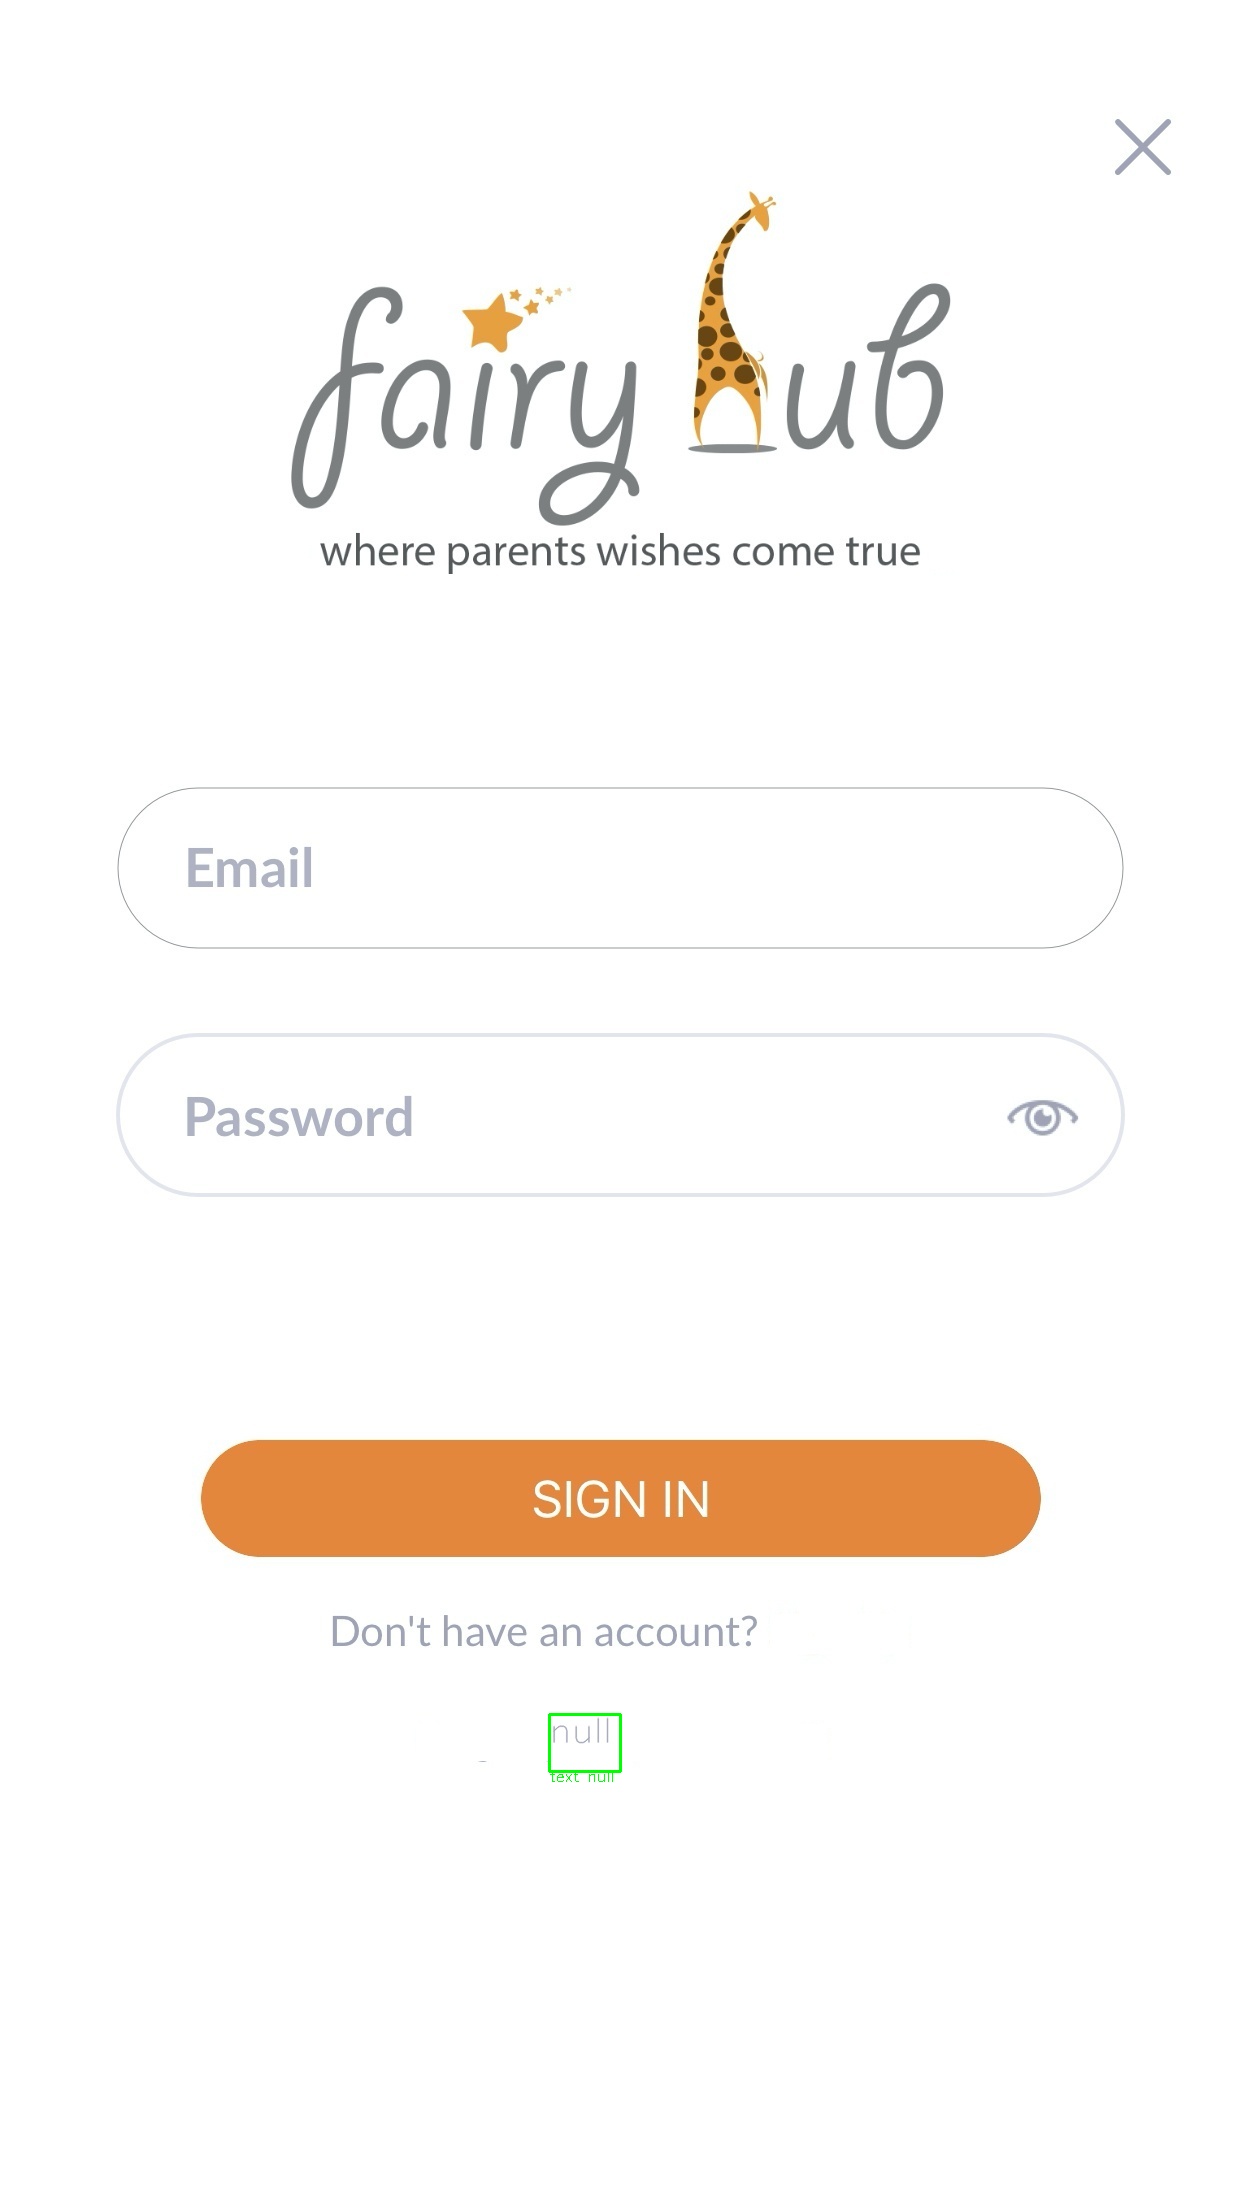 fairy hub
where parents wishes come true
Email
Password
SIGN IN
Don't have an account?
null
text null